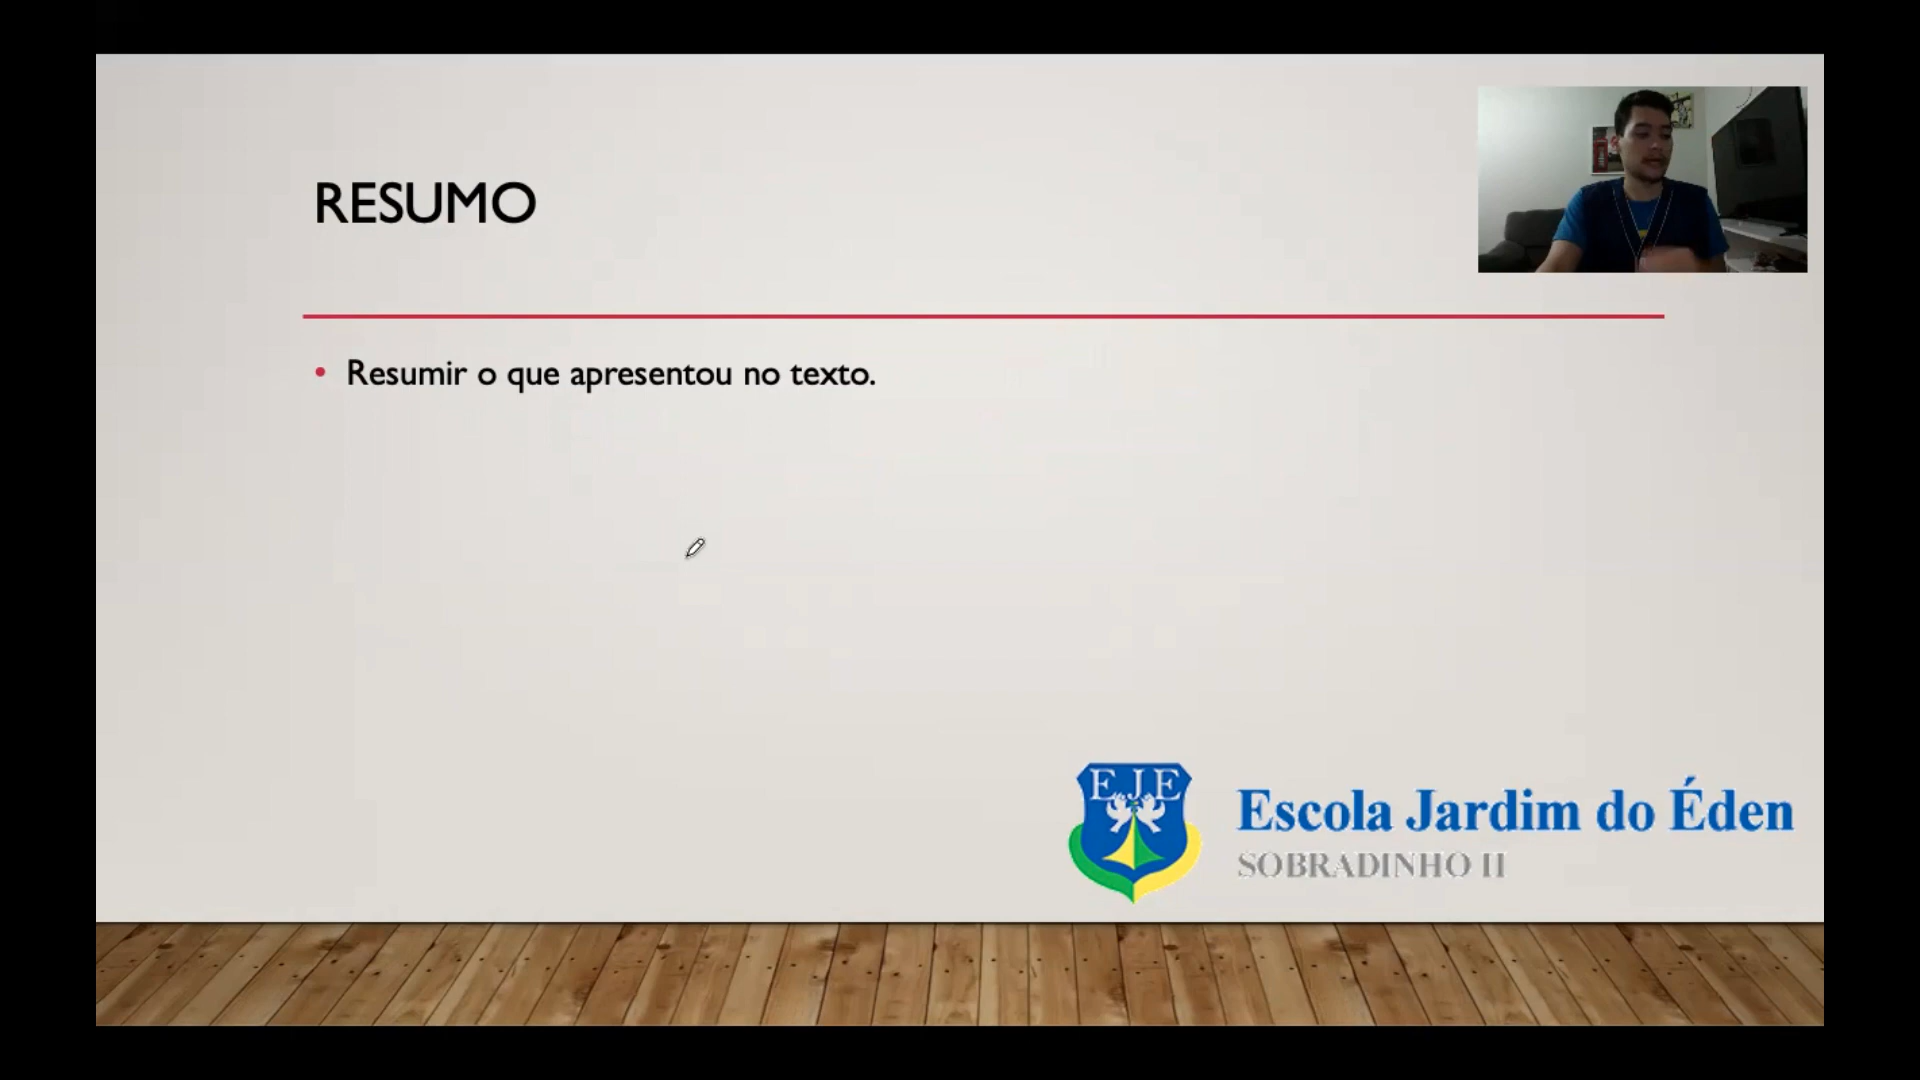 RESUMO
• Resumir o que apresentou no texto.
EJE
Escola Jardim do Éden
SOBRADINHO II